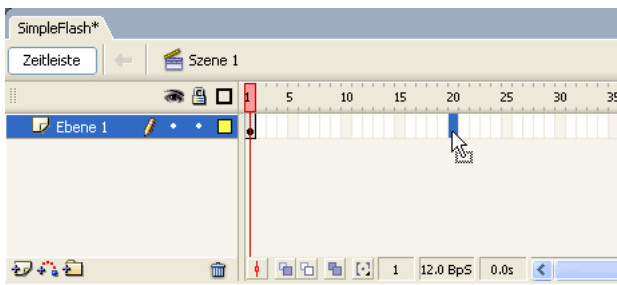 SimpleFlash*
Zeitleiste Szene 1
1 5 10 15 20 25 30 35
Ebene 1
1 12.0 BpS 0.0s